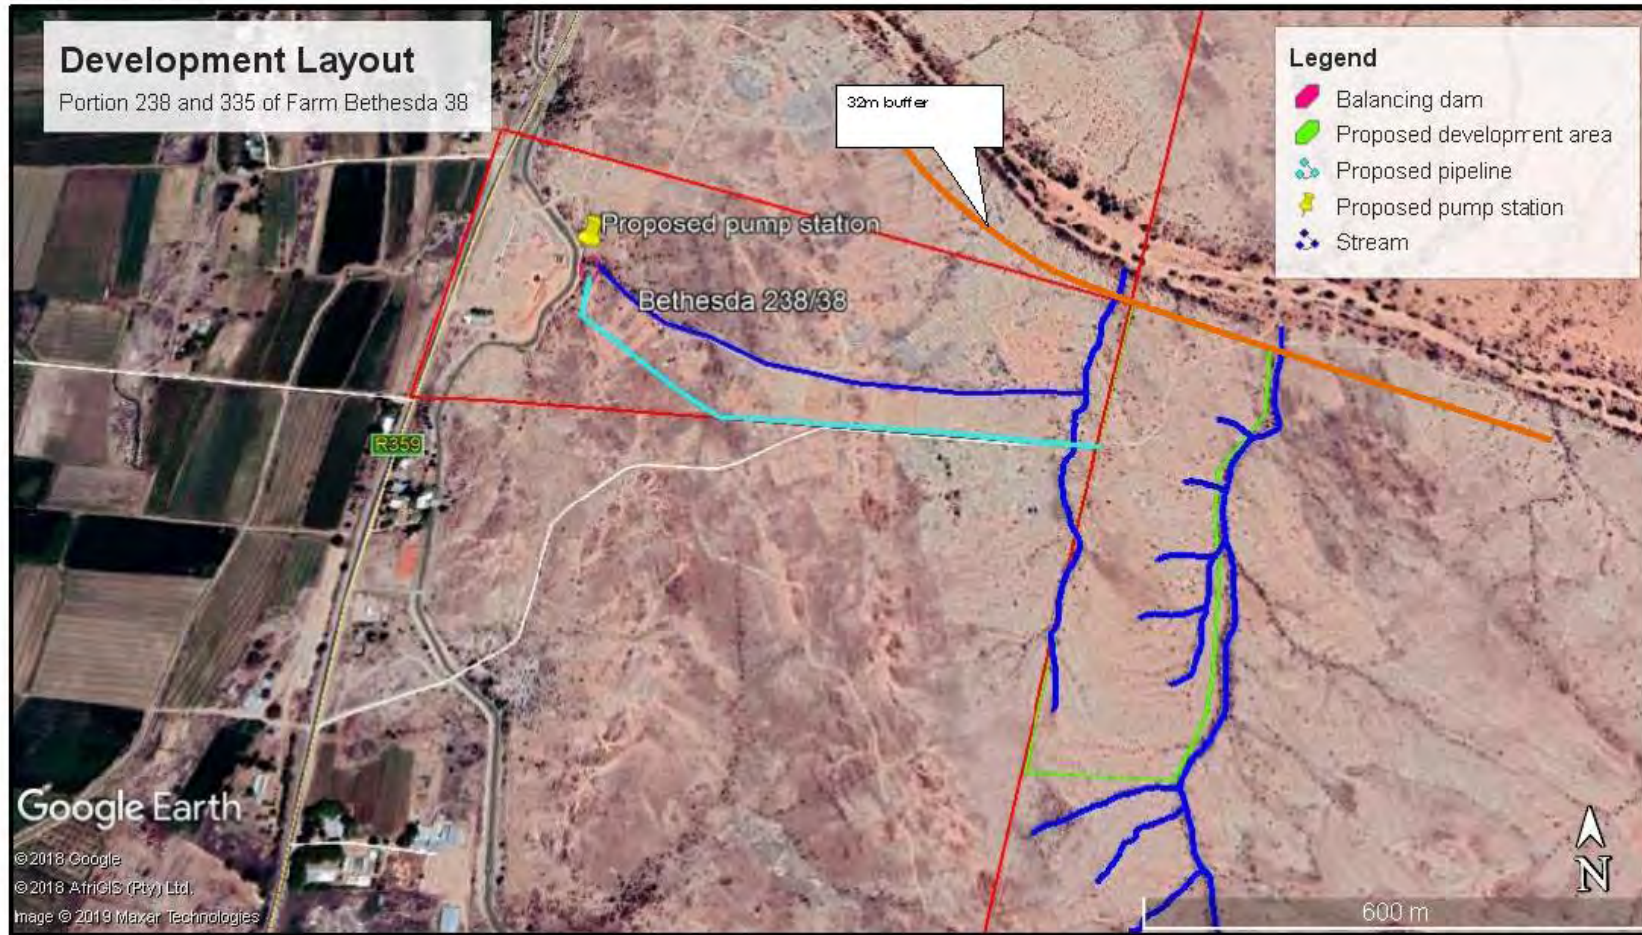 Development Layout
Portion 238 and 335 of Farm Bethesda 38
32m buffer
Legend
Balancing dam
Proposed development area
Proposed pipeline
Proposed pump station
Stream
Proposed pump station
Bethesda 238/38
R359
Google Earth
©2018 Google
©2018 AfriGIS (Pty) Ltd.
Image © 2019 Maxar Technologies
N
600 m